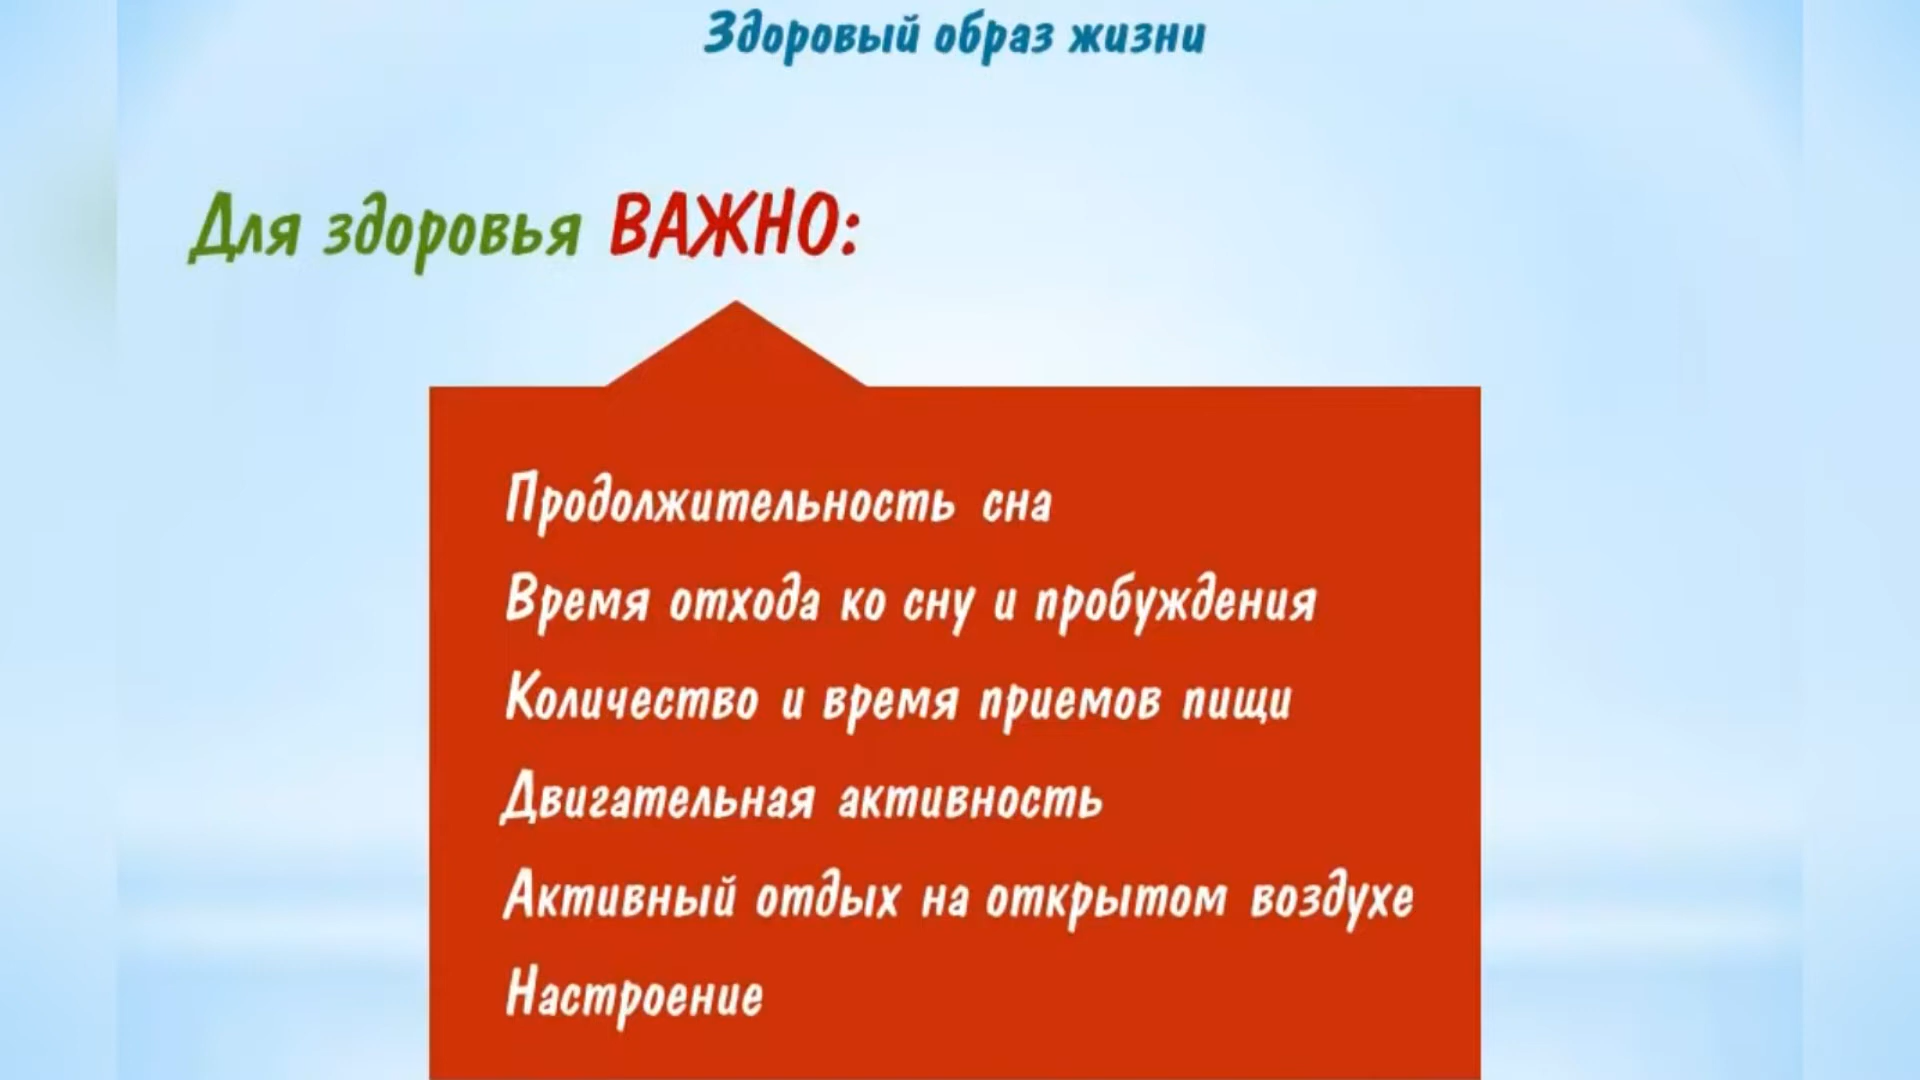 Здоровый образ жизни
Для здоровья ВАЖНО:
Продолжительность сна
Время отхода ко сну и пробуждения
Количество и время приемов пищи
Двигательная активность
Активный отдых на открытом воздухе
Настроение